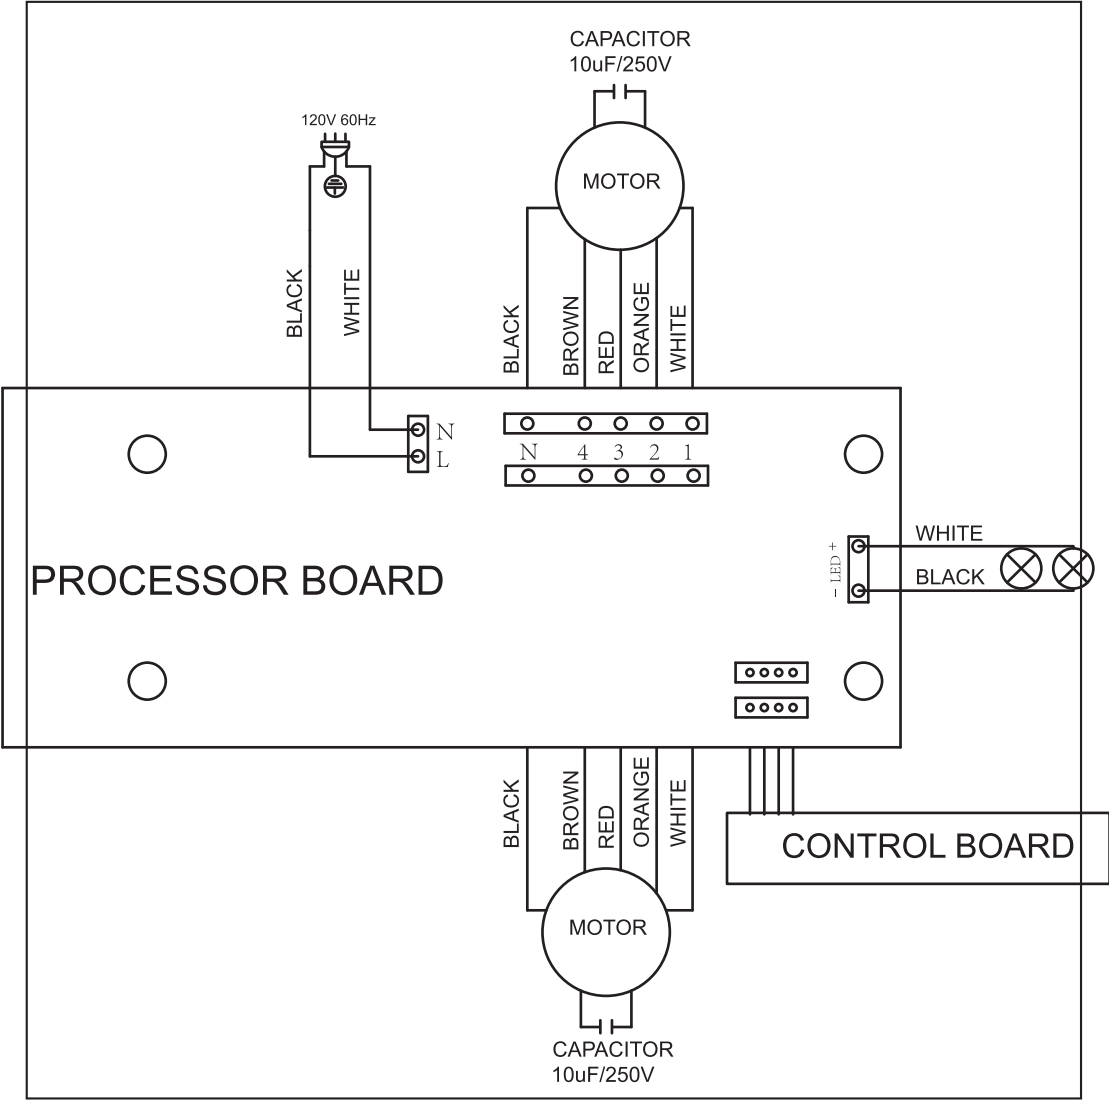 CAPACITOR
10uF/250V
120V 60Hz
MOTOR
BLACK
WHITE
BLACK
BROWN
RED
ORANGE
WHITE
N
L
N 4 3 2 1
PROCESSOR BOARD
- LED +
WHITE
BLACK
BLACK
BROWN
RED
ORANGE
WHITE
CONTROL BOARD
MOTOR
CAPACITOR
10uF/250V